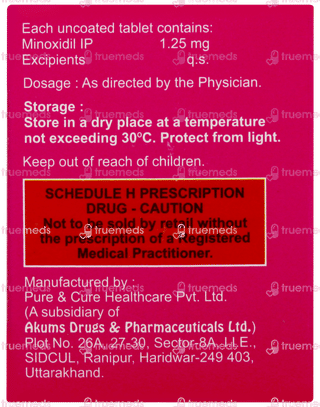 Each uncoated tablet contains:
Minoxidil IP 1.25 mg
Excipients q.s.
Dosage : As directed by the Physician.
Storage :
Store in a dry place at a temperature
not exceeding 30°C. Protect from light.
Keep out of reach of children.
SCHEDULE H PRESCRIPTION
DRUG - CAUTION
Not to be sold by retail without
the prescription of a Registered
Medical Practitioner.
Manufactured by :
Pure & Cure Healthcare Pvt. Ltd.
(A subsidiary of
Akums Drugs & Pharmaceuticals Ltd.)
Plot No. 26A, 27-30, Sector-8A, I.I.E.,
SIDCUL, Ranipur, Haridwar-249 403,
Uttarakhand.
truemeds